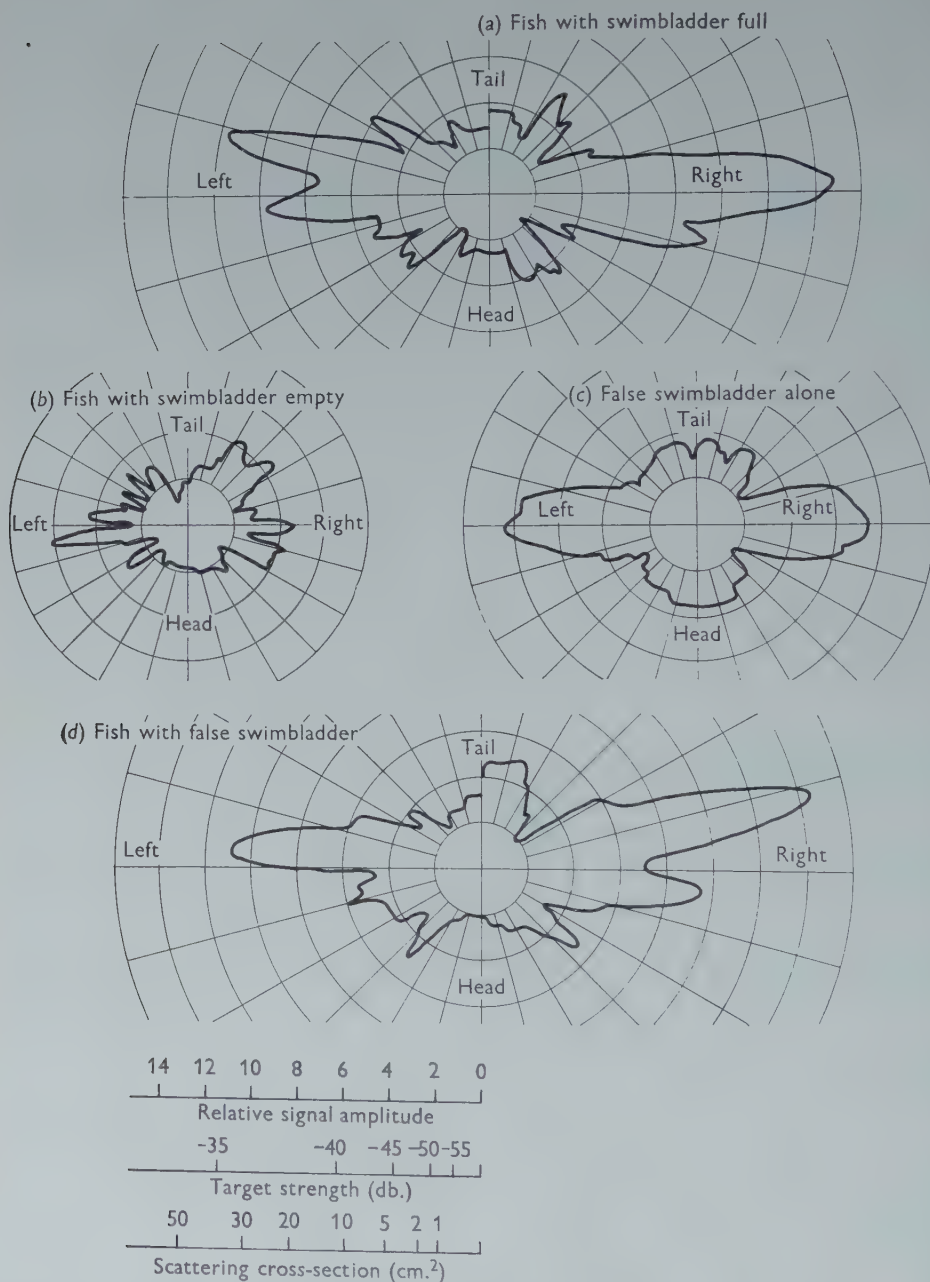 (a) Fish with swimbladder full
Tail
Left
Right
Head
(b) Fish with swimbladder empty
(c) False swimbladder alone
Tail
Tail
Left
Right
Left
Right
Head
Head
(d) Fish with false swimbladder
Tail
Left
Right
Head
14 12 10 8 6 4 2 0
Relative signal amplitude
-35 -40 -45 -50 -55
Target strength (db.)
50 30 20 10 5 2 1
Scattering cross-section (cm.²)